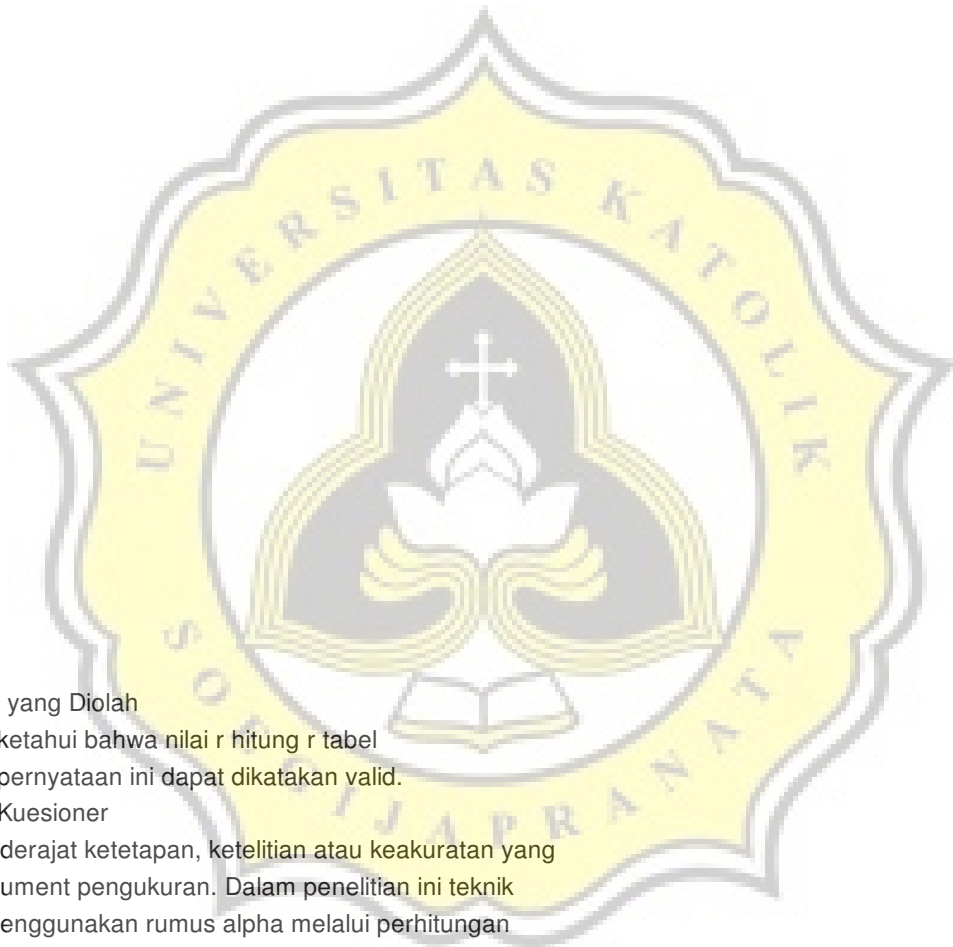 UNIVERSITAS KATOLIK
SOEGIJAPRANATA
yang Diolah
ketahui bahwa nilai r hitung r tabel
pernyataan ini dapat dikatakan valid.
Kuesioner
derajat ketetapan, ketelitian atau keakuratan yang
ument pengukuran. Dalam penelitian ini teknik
enggunakan rumus alpha melalui perhitungan